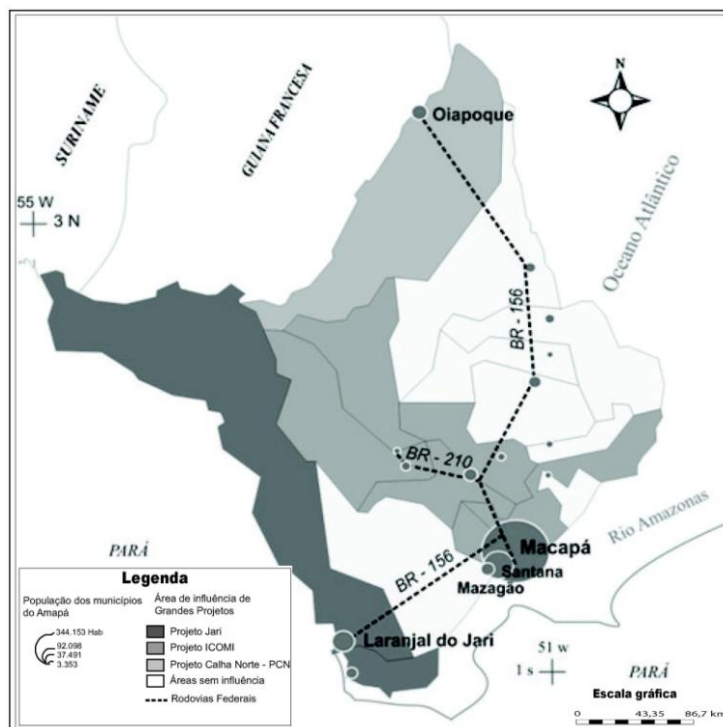 N
Oiapoque
SURINAME
GUIANA FRANCESA
Oceano Atlântico
55 W
3 N
BR - 156
BR - 210
Rio Amazonas
PARÁ
Macapá
Santana
Mazagão
BR - 156
Laranjal do Jari
51 w
1 s
PARÁ
Legenda
População dos municípios
do Amapá
344.153 Hab
92.098
37.491
3.353
Área de influência de
Grandes Projetos
Projeto Jari
Projeto ICOMI
Projeto Calha Norte - PCN
Áreas sem influência
Rodovias Federais
Escala gráfica
0 43,35 86,7 km